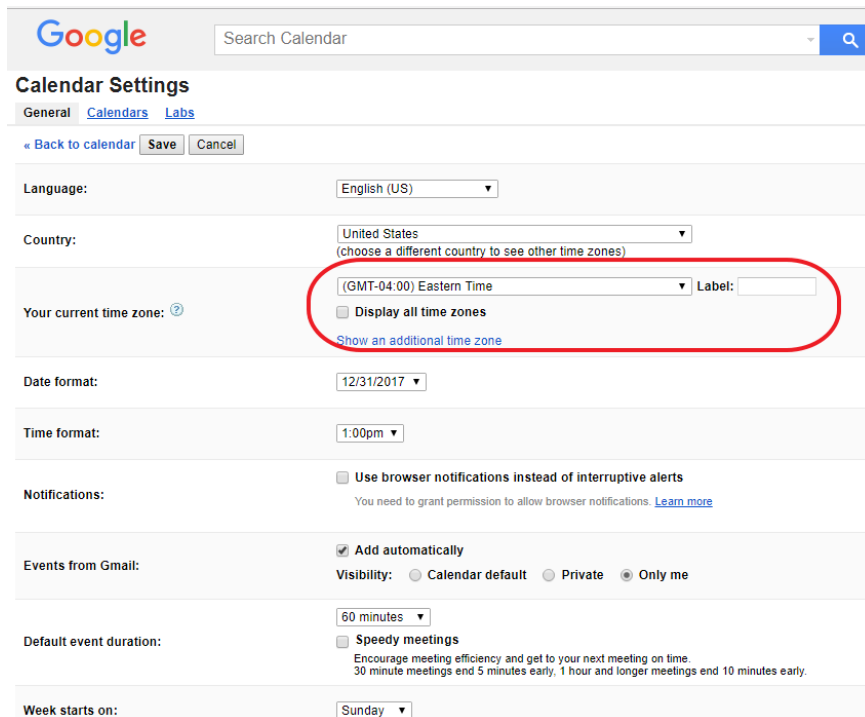 Google
Search Calendar
Calendar Settings
General Calendars Labs
« Back to calendar Save Cancel
Language: English (US)
Country: United States
(choose a different country to see other time zones)
Your current time zone: ? (GMT-04:00) Eastern Time Label:
Display all time zones
Show an additional time zone
Date format: 12/31/2017
Time format: 1:00pm
Notifications: Use browser notifications instead of interruptive alerts
You need to grant permission to allow browser notifications. Learn more
Events from Gmail: Add automatically
Visibility: Calendar default Private Only me
Default event duration: 60 minutes
Speedy meetings
Encourage meeting efficiency and get to your next meeting on time.
30 minute meetings end 5 minutes early, 1 hour and longer meetings end 10 minutes early.
Week starts on: Sunday